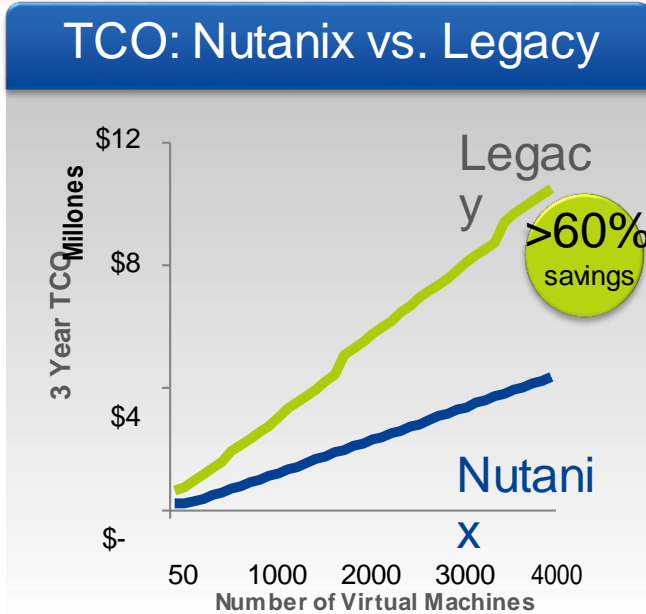 TCO: Nutanix vs. Legacy
$12
Legac
y
>60%
savings
Millones
3 Year TCO
$8
$4
Nutani
x
$-
50 1000 2000 3000 4000
Number of Virtual Machines